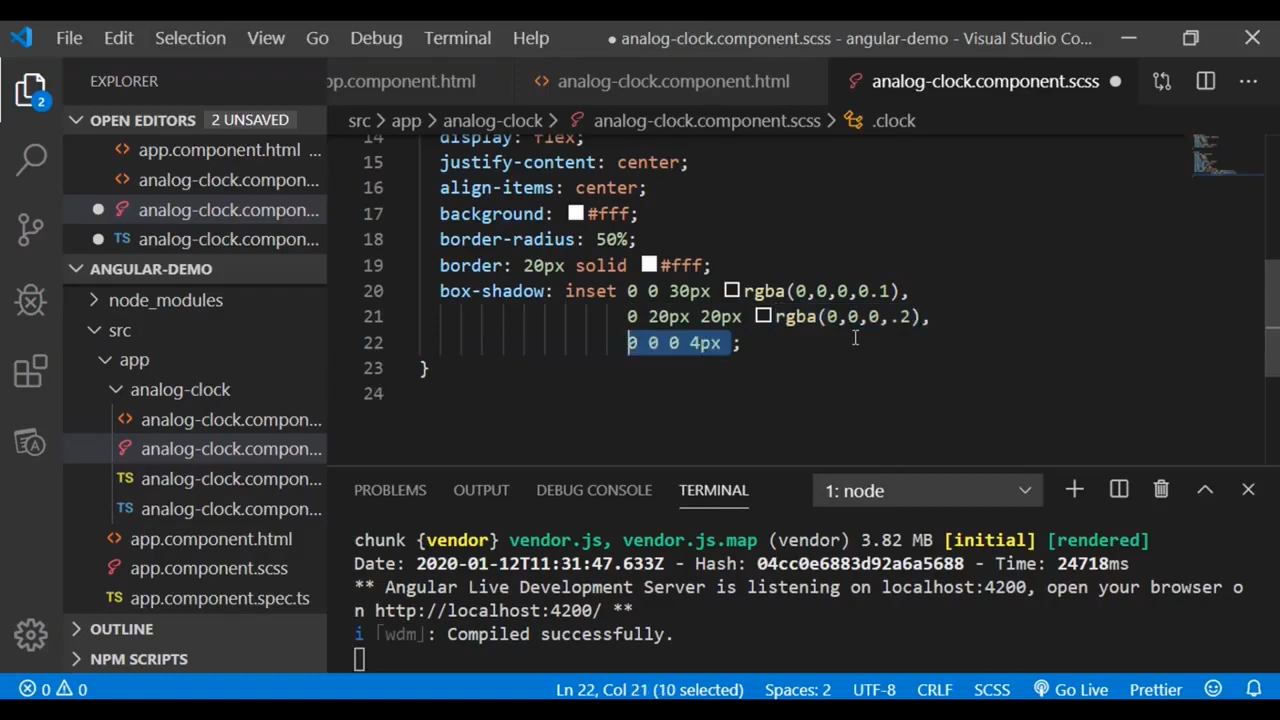 File Edit Selection View Go Debug Terminal Help ● analog-clock.component.scss - angular-demo - Visual Studio Co...
EXPLORER
pp.component.html analog-clock.component.html analog-clock.component.scss
2
OPEN EDITORS 2 UNSAVED
src > app > analog-clock > analog-clock.component.scss > .clock
app.component.html ...
analog-clock.compon...
analog-clock.compon...
TS analog-clock.compon...
ANGULAR-DEMO
node_modules
src
app
analog-clock
analog-clock.compon...
analog-clock.compon...
TS analog-clock.compon...
TS analog-clock.compon...
app.component.html
app.component.scss
TS app.component.spec.ts
OUTLINE
NPM SCRIPTS
14 display: flex;
15 justify-content: center;
16 align-items: center;
17 background: #fff;
18 border-radius: 50%;
19 border: 20px solid #fff;
20 box-shadow: inset 0 0 30px rgba(0,0,0,0.1),
21 0 20px 20px rgba(0,0,0,.2),
22 0 0 0 4px ;
23 }
24
PROBLEMS OUTPUT DEBUG CONSOLE TERMINAL 1: node
chunk {vendor} vendor.js, vendor.js.map (vendor) 3.82 MB [initial] [rendered]
Date: 2020-01-12T11:31:47.633Z - Hash: 04cc0e6883d92a6a5688 - Time: 24718ms
** Angular Live Development Server is listening on localhost:4200, open your browser o
n http://localhost:4200/ **
i ｢wdm｣: Compiled successfully.
0 0 Ln 22, Col 21 (10 selected) Spaces: 2 UTF-8 CRLF SCSS Go Live Prettier